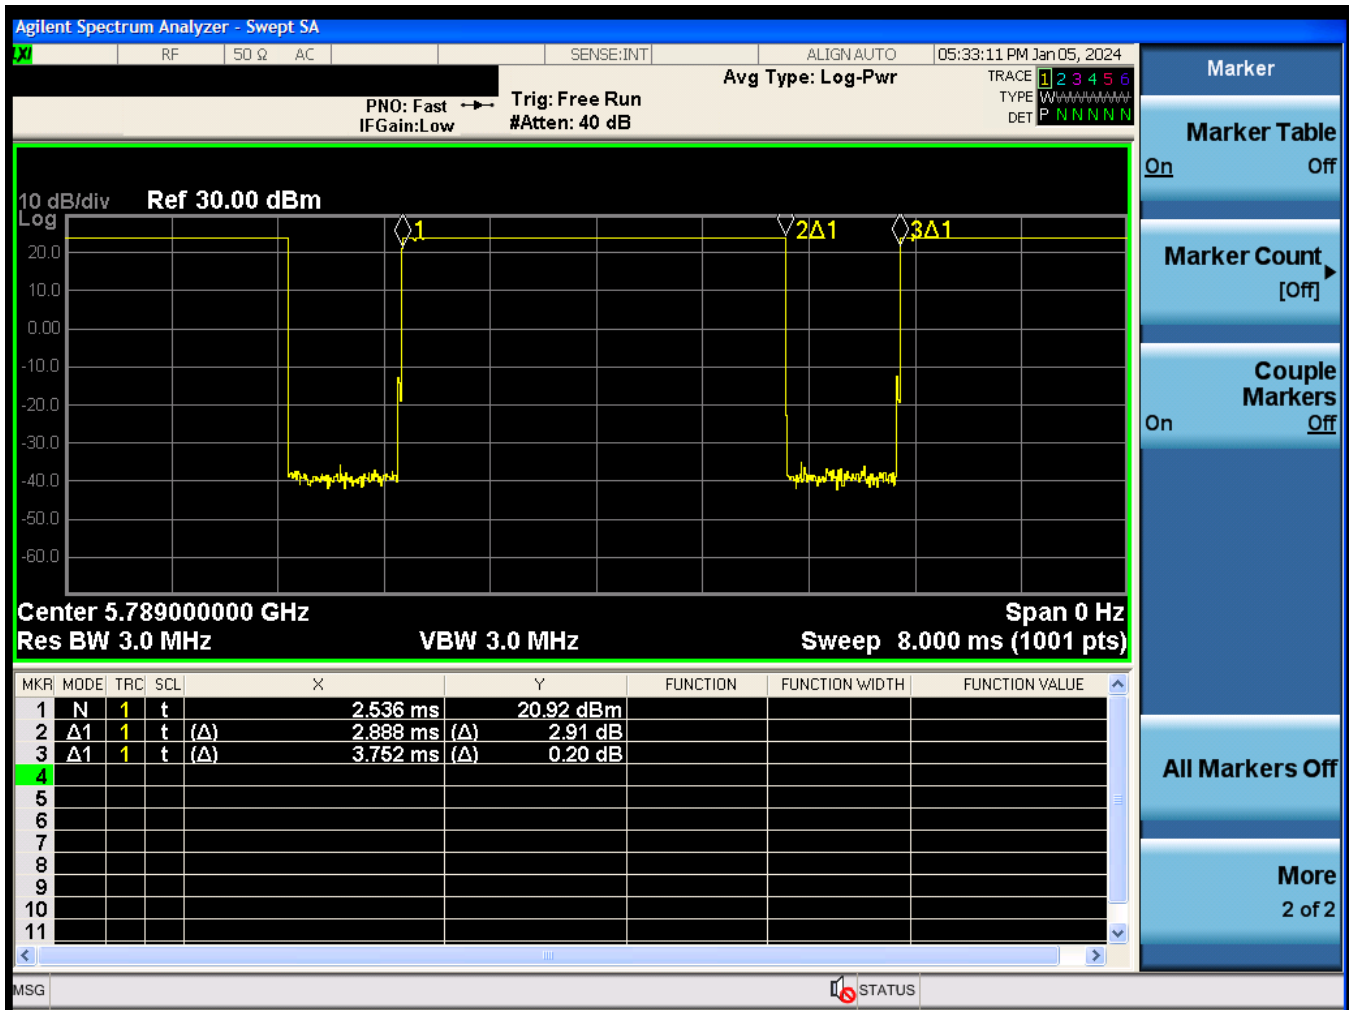 Agilent Spectrum Analyzer - Swept SA
LXI RF 50 Ω AC SENSE:INT ALIGN AUTO 05:33:11 PM Jan 05, 2024
Marker
Avg Type: Log-Pwr
TRACE 1 2 3 4 5 6
PNO: Fast Trig: Free Run
TYPE WWWWWW
IFGain:Low #Atten: 40 dB
DET P N N N N N
Marker Table
On Off
10 dB/div Ref 30.00 dBm
Log
1 2Δ1 3Δ1
20.0
10.0
0.00
-10.0
-20.0
-30.0
-40.0
-50.0
-60.0
Marker Count
[Off]
Couple
Markers
On Off
Center 5.789000000 GHz Span 0 Hz
Res BW 3.0 MHz VBW 3.0 MHz Sweep 8.000 ms (1001 pts)
MKR MODE TRC SCL X Y FUNCTION FUNCTION WIDTH FUNCTION VALUE
1 N 1 t 2.536 ms 20.92 dBm
2 Δ1 1 t (Δ) 2.888 ms (Δ) 2.91 dB
3 Δ1 1 t (Δ) 3.752 ms (Δ) 0.20 dB
4
5
6
7
8
9
10
11
All Markers Off
More
2 of 2
MSG STATUS